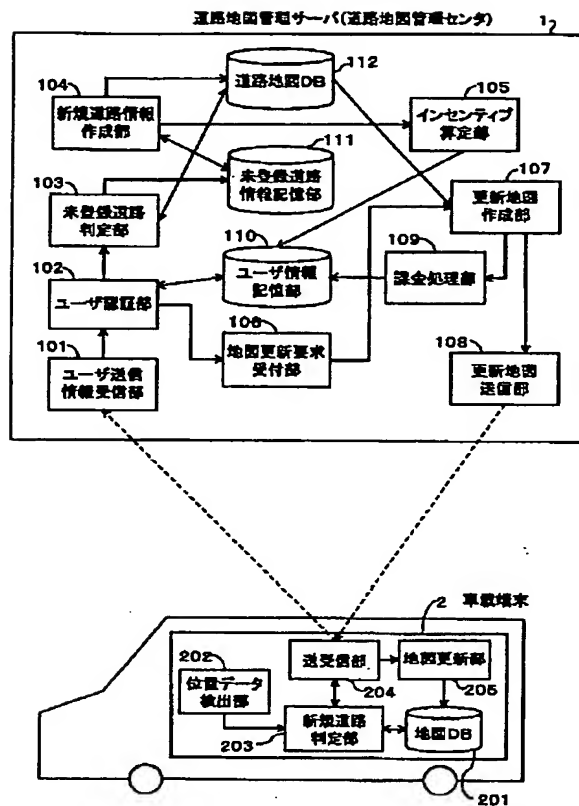 道路地図管理サーバ(道路地図管理センタ)
1
112
104
道路地図DB
105
新規道路情報
作成部
111
インセンティブ
算定部
103
未登録道路
情報記憶部
107
未登録道路
判定部
更新地図
作成部
110
109
102
ユーザ情報
記憶部
課金処理部
ユーザ認証部
106
101
地図更新要求
受付部
108
ユーザ送信
情報受信部
更新地図
送信部
2
車載端末
202
送受信部
地図更新部
位置データ
検出部
204
205
新規道路
判定部
203
地図DB
201